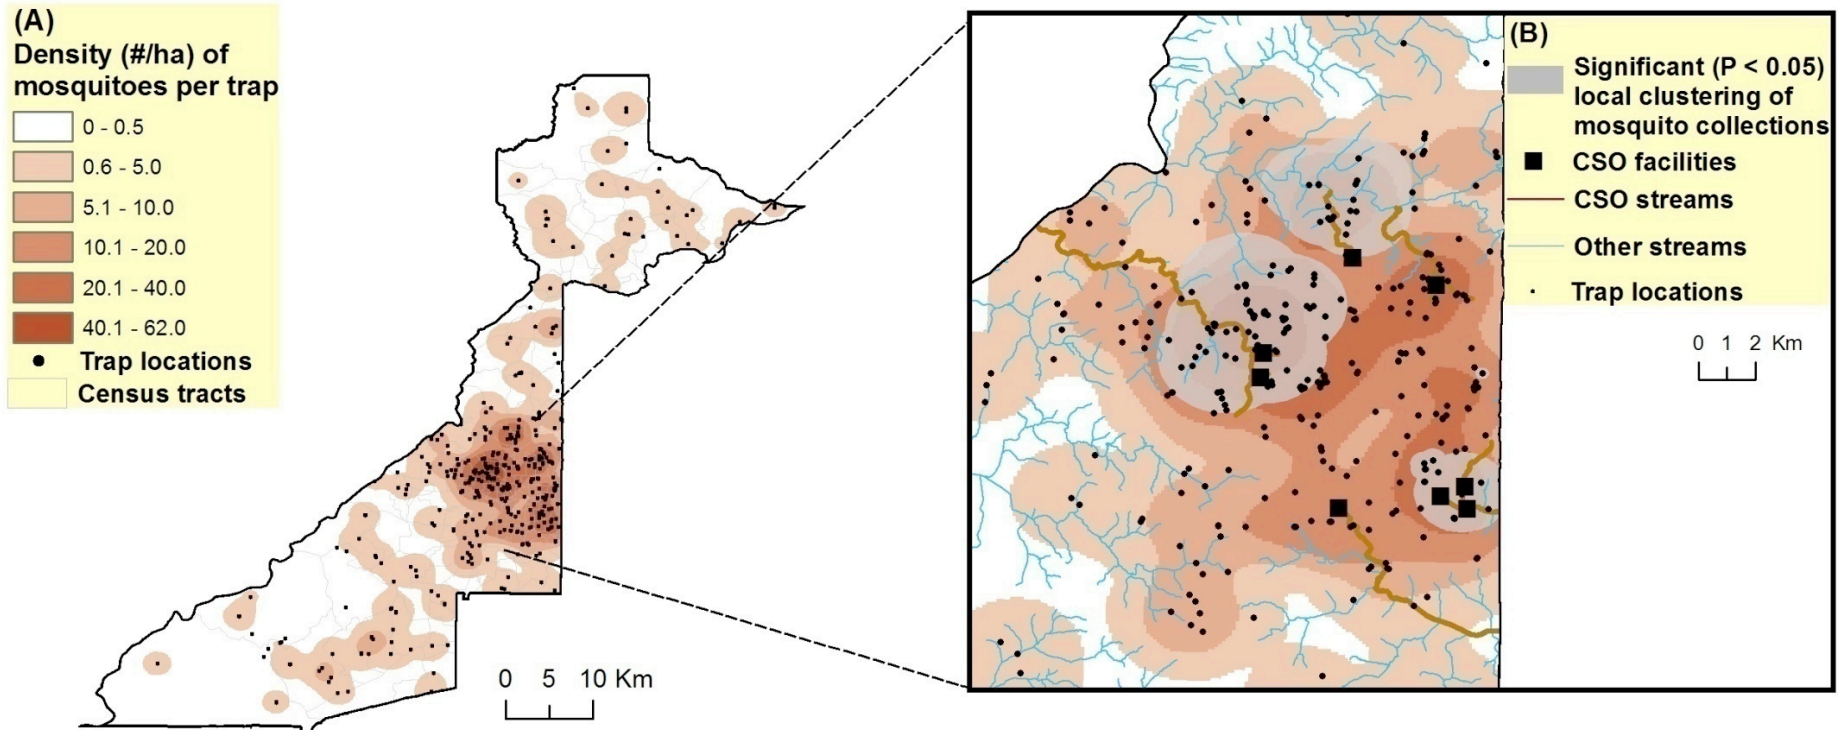 (A)
Density (#/ha) of
mosquitoes per trap
0 - 0.5
0.6 - 5.0
5.1 - 10.0
10.1 - 20.0
20.1 - 40.0
40.1 - 62.0
Trap locations
Census tracts
0 5 10 Km
(B)
Significant (P < 0.05)
local clustering of
mosquito collections
CSO facilities
CSO streams
Other streams
Trap locations
0 1 2 Km